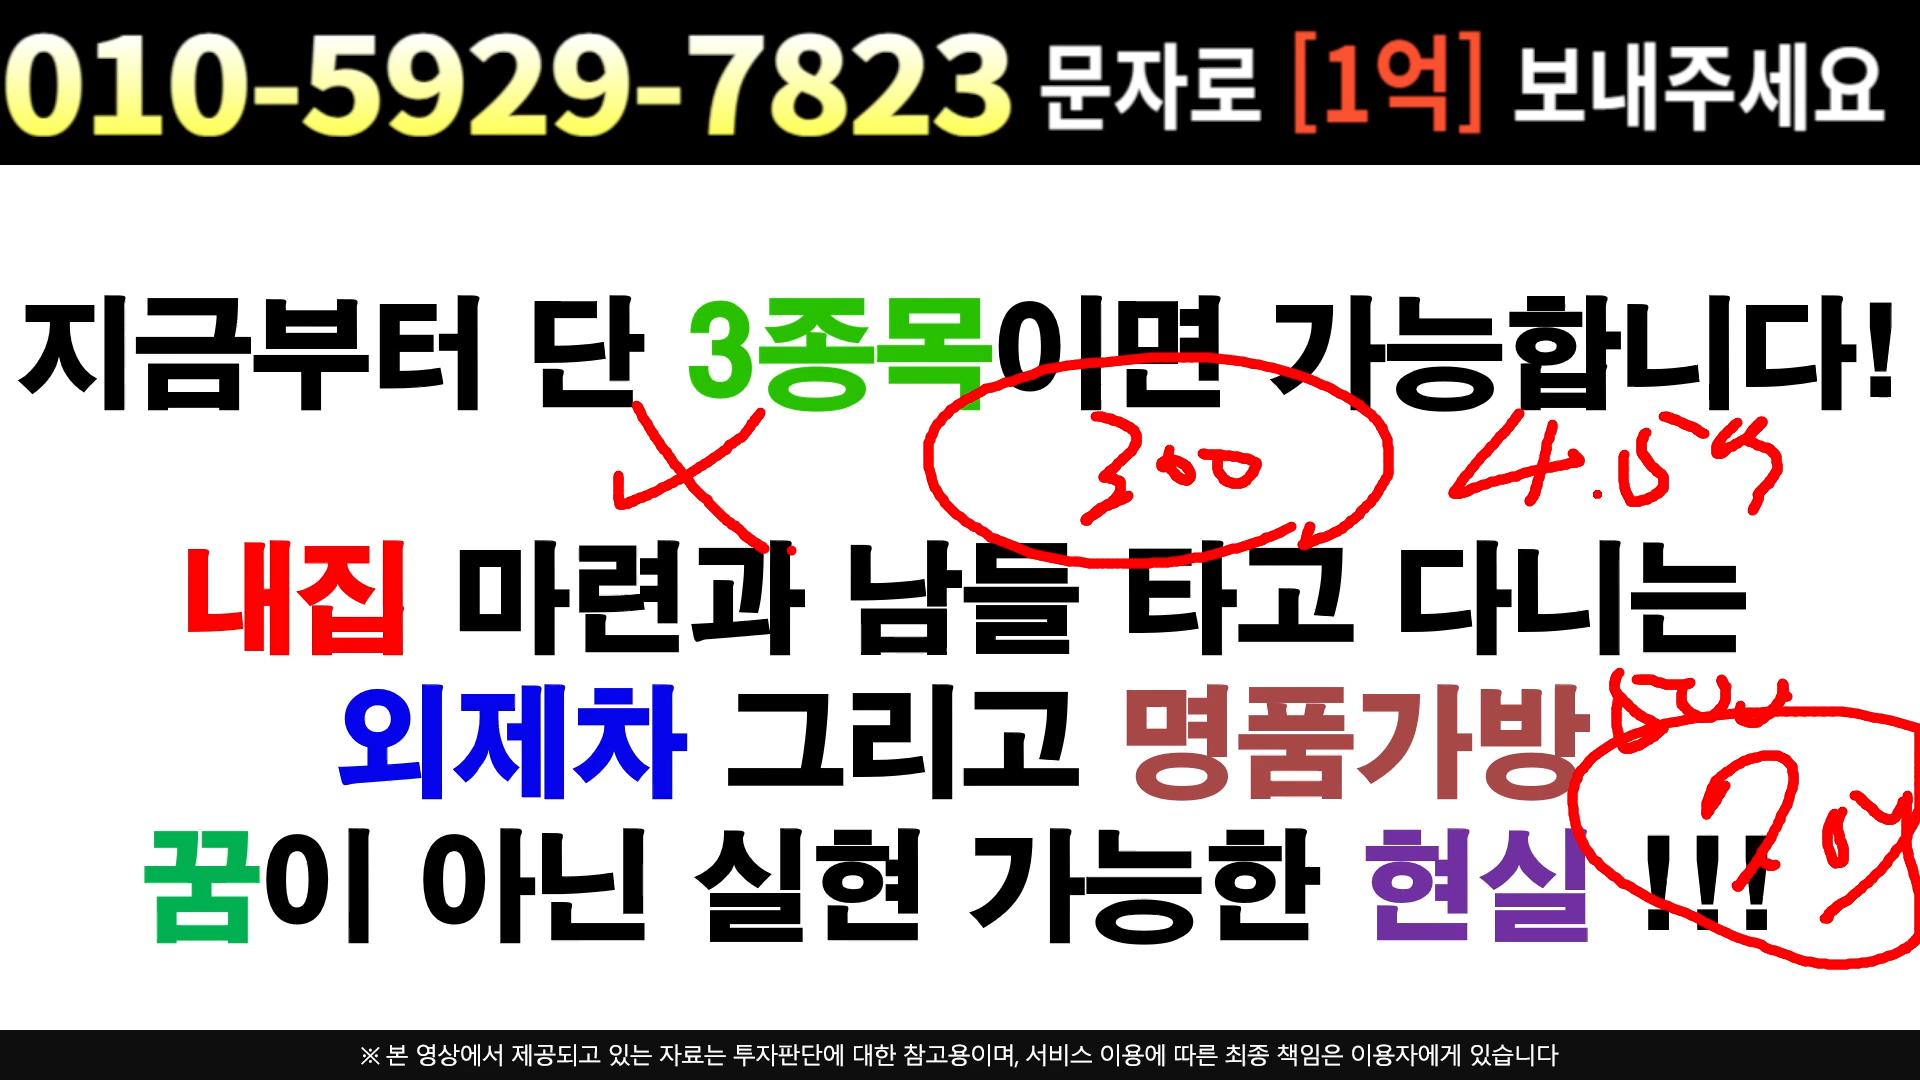 010-5929-7823 문자로 [1억] 보내주세요
지금부터 단 3종목이면 가능합니다!
300
4.5억
내집 마련과 남들 타고 다니는
외제차 그리고 명품가방
500
꿈이 아닌 실현 가능한 현실 !!!
※ 본 영상에서 제공되고 있는 자료는 투자판단에 대한 참고용이며, 서비스 이용에 따른 최종 책임은 이용자에게 있습니다